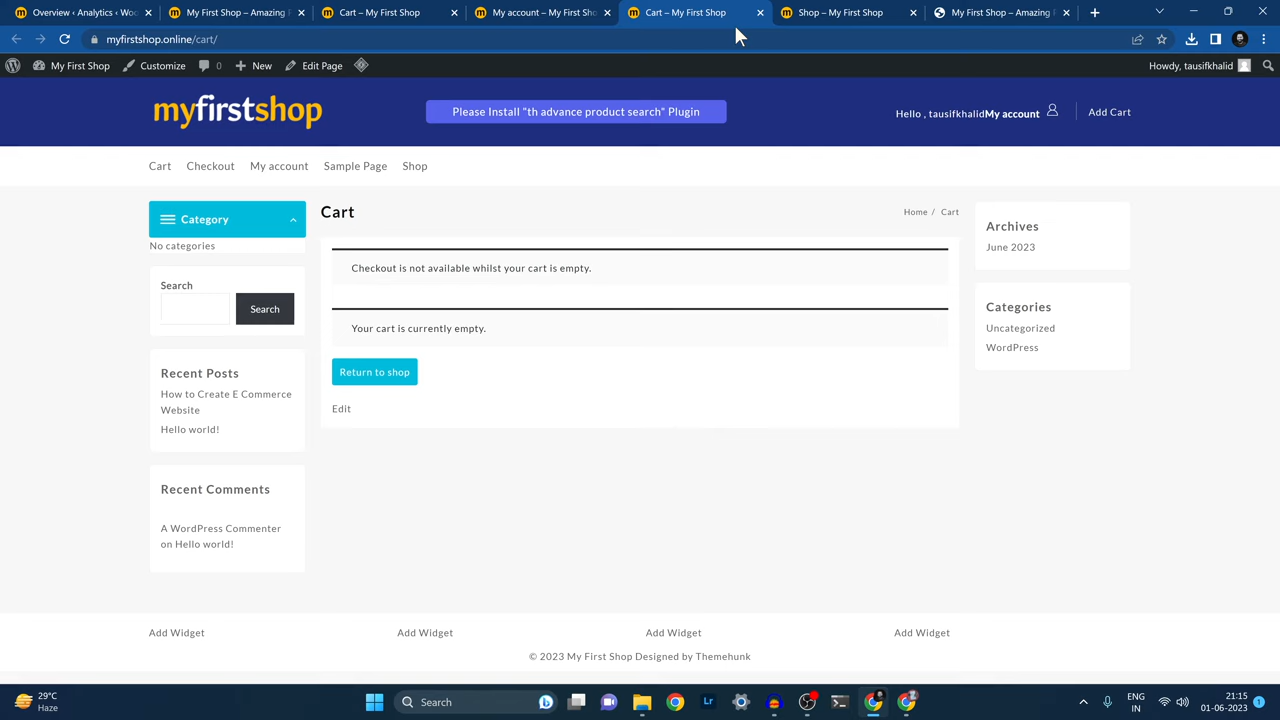 Overview ‹ Analytics ‹ Woo
My First Shop – Amazing P
Cart – My First Shop
My account – My First Sho
Cart – My First Shop
Shop – My First Shop
My First Shop – Amazing P
myfirstshop.online/cart/
My First Shop
Customize
0
New
Edit Page
Howdy, tausifkhalid
myfirstshop
Please Install "th advance product search" Plugin
Hello , tausifkhalidMy account
Add Cart
Cart
Checkout
My account
Sample Page
Shop
Category
No categories
Search
Search
Recent Posts
How to Create E Commerce
Website
Hello world!
Recent Comments
A WordPress Commenter
on Hello world!
Cart
Home / Cart
Checkout is not available whilst your cart is empty.
Your cart is currently empty.
Return to shop
Edit
Archives
June 2023
Categories
Uncategorized
WordPress
Add Widget
Add Widget
Add Widget
Add Widget
© 2023 My First Shop Designed by Themehunk
29°C
Haze
Search
Lr
ENG
IN
21:15
01-06-2023
1